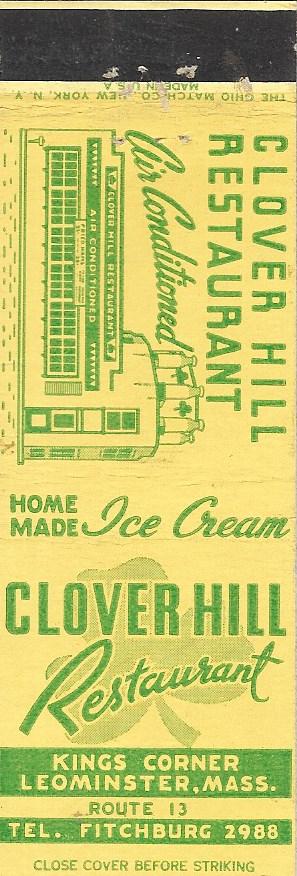 THE OHIO MATCH CO. NEW YORK, N.Y.
MADE IN U.S.A
CLOVER HILL
RESTAURANT
Air Conditioned
CLOVER HILL RESTAURANT
AIR CONDITIONED
HOME
MADE Ice Cream
CLOVER HILL
Restaurant
KINGS CORNER
LEOMINSTER, MASS.
ROUTE 13
TEL. FITCHBURG 2988
CLOSE COVER BEFORE STRIKING